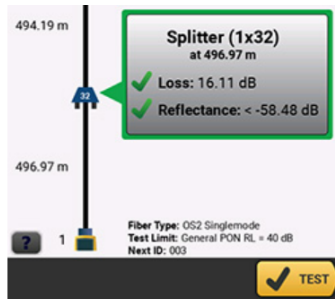 494.19 m
Splitter (1x32)
at 496.97 m
32
Loss: 16.11 dB
Reflectance: < -58.48 dB
496.97 m
? 1
Fiber Type: OS2 Singlemode
Test Limit: General PON RL = 40 dB
Next ID: 003
TEST